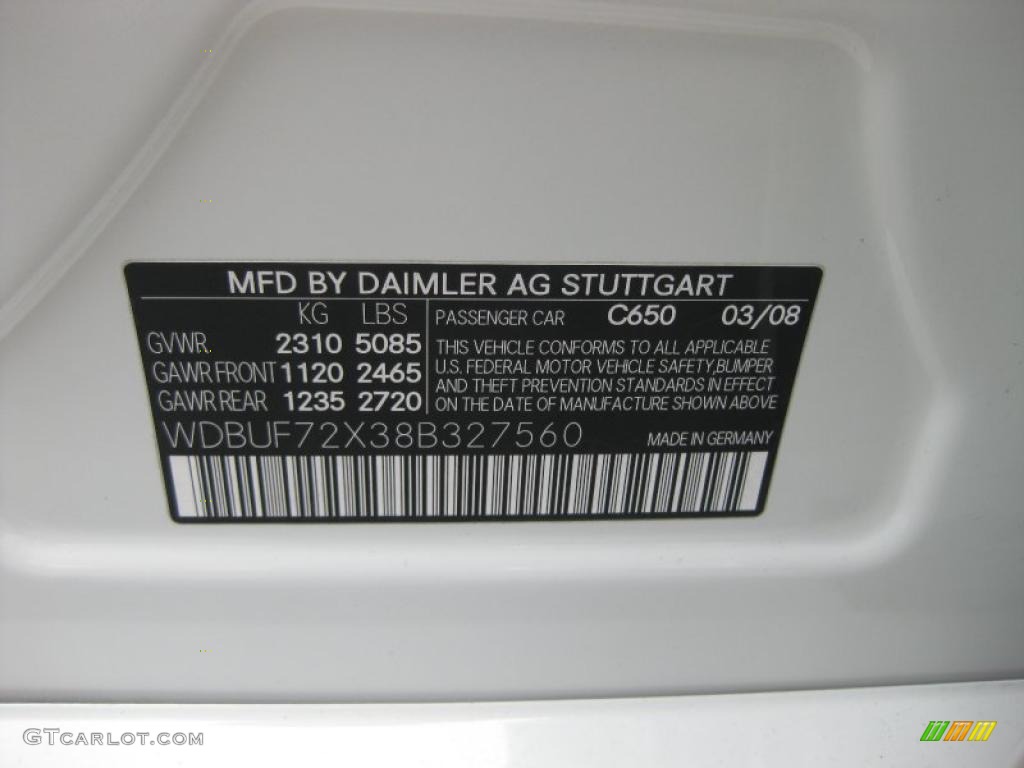 MFD BY DAIMLER AG STUTTGART
KG LBS
GVWR 2310 5085
GAWR FRONT 1120 2465
GAWR REAR 1235 2720
PASSENGER CAR C650 03/08
THIS VEHICLE CONFORMS TO ALL APPLICABLE
U.S. FEDERAL MOTOR VEHICLE SAFETY,BUMPER
AND THEFT PREVENTION STANDARDS IN EFFECT
ON THE DATE OF MANUFACTURE SHOWN ABOVE
WDBUF72X38B327560 MADE IN GERMANY
GTCARLOT.COM